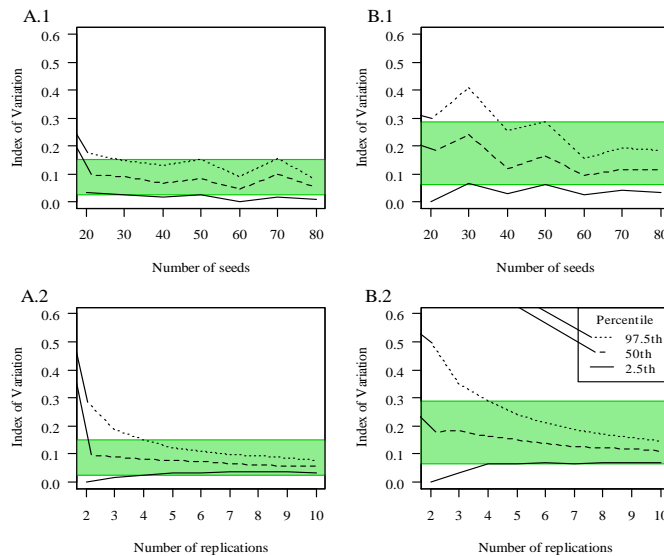 A.1
0.6
0.5
0.4
0.3
0.2
0.1
0.0
Index of Variation
20 30 40 50 60 70 80
Number of seeds
B.1
0.6
0.5
0.4
0.3
0.2
0.1
0.0
Index of Variation
20 30 40 50 60 70 80
Number of seeds
A.2
0.6
0.5
0.4
0.3
0.2
0.1
0.0
Index of Variation
2 3 4 5 6 7 8 9 10
Number of replications
B.2
0.6
0.5
0.4
0.3
0.2
0.1
0.0
Index of Variation
Percentile
97.5th
50th
2.5th
2 3 4 5 6 7 8 9 10
Number of replications